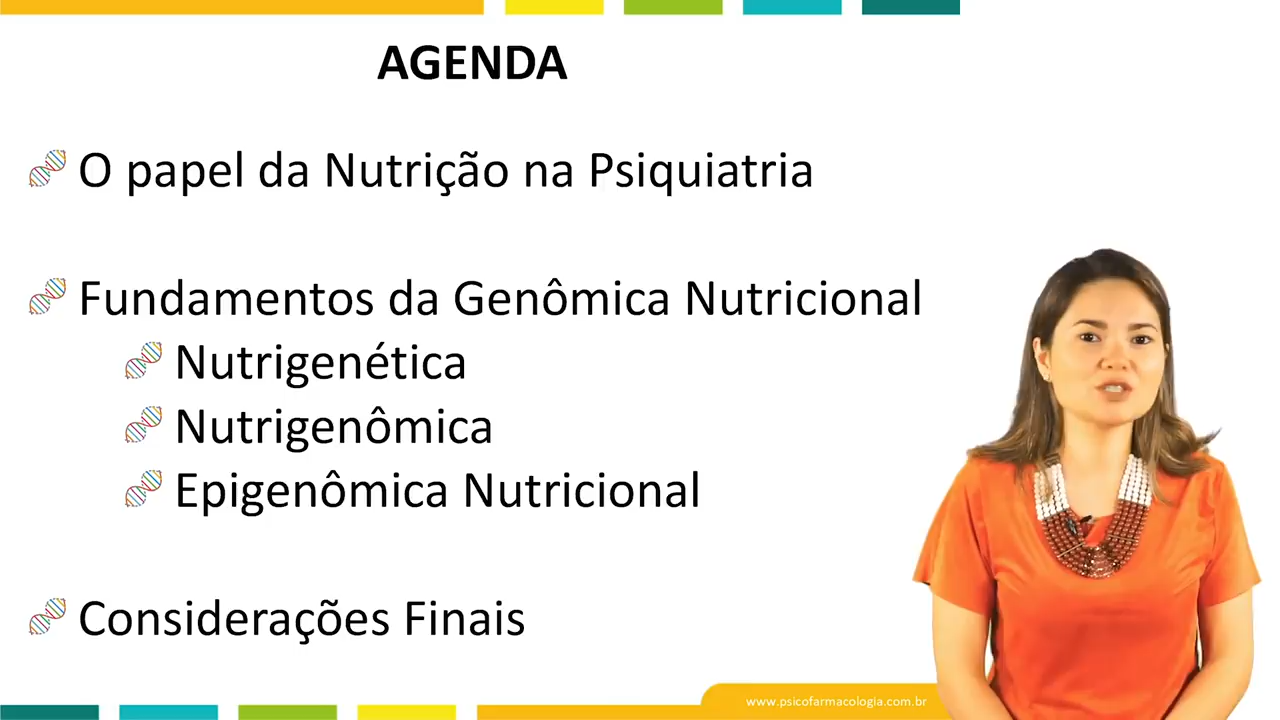 AGENDA
O papel da Nutrição na Psiquiatria
Fundamentos da Genômica Nutricional
Nutrigenética
Nutrigenômica
Epigenômica Nutricional
Considerações Finais
www.psicofarmacologia.com.br